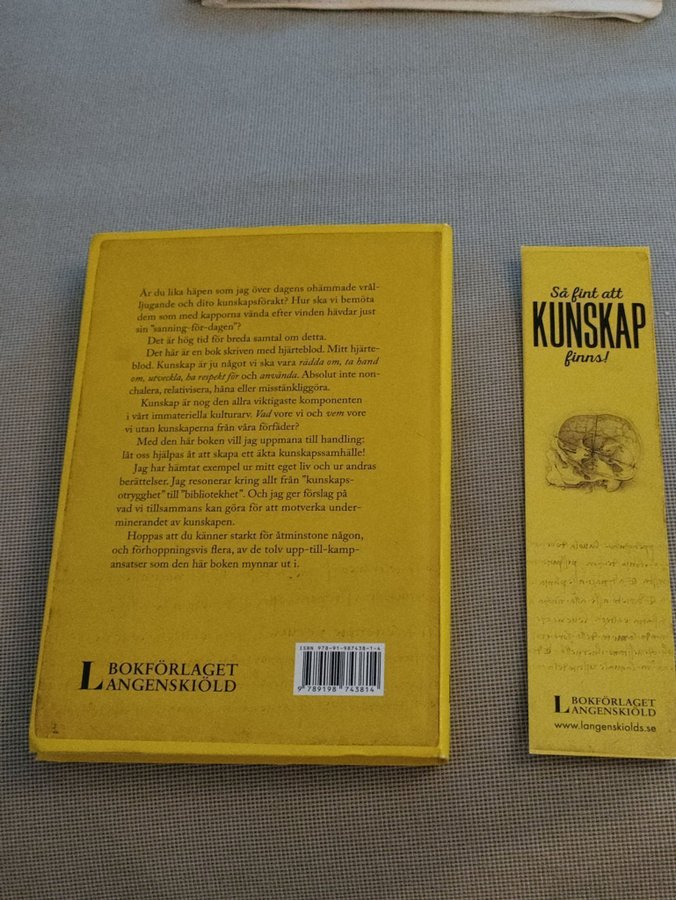 Är du lika häpen som jag över dagens ohämmade vrål-
ljugande och dito kunskapsförakt? Hur ska vi bemöta
dem som med kapporna vända efter vinden hävdar just
sin "sanning-för-dagen"?
Det är hög tid för breda samtal om detta.
Det här är en bok skriven med hjärteblod. Mitt hjärte-
blod. Kunskap är ju något vi ska vara rädda om, ta hand
om, utveckla, ha respekt för och använda. Absolut inte non-
chalera, relativisera, håna eller misstänkliggöra.
Kunskap är nog den allra viktigaste komponenten
i vårt immateriella kulturarv. Vad vore vi och vem vore
vi utan kunskaperna från våra förfäder?
Med den här boken vill jag uppmana till handling:
låt oss hjälpas åt att skapa ett äkta kunskapssamhälle!
Jag har hämtat exempel ur mitt eget liv och ur andras
berättelser. Jag resonerar kring allt från "kunskaps-
otrygghet" till "bibliotekhet". Och jag ger förslag på
vad vi tillsammans kan göra för att motverka under-
minerandet av kunskapen.
Hoppas att du känner starkt för åtminstone någon,
och förhoppningsvis flera, av de tolv upp-till-kamp-
ansatser som den här boken mynnar ut i.
BOKFÖRLAGET
LANGENSKIÖLD
ISBN 978-91-987438-1-4
9 789198 743814
Så fint att
KUNSKAP
finns!
BOKFÖRLAGET
LANGENSKIÖLD
www.langenskiolds.se